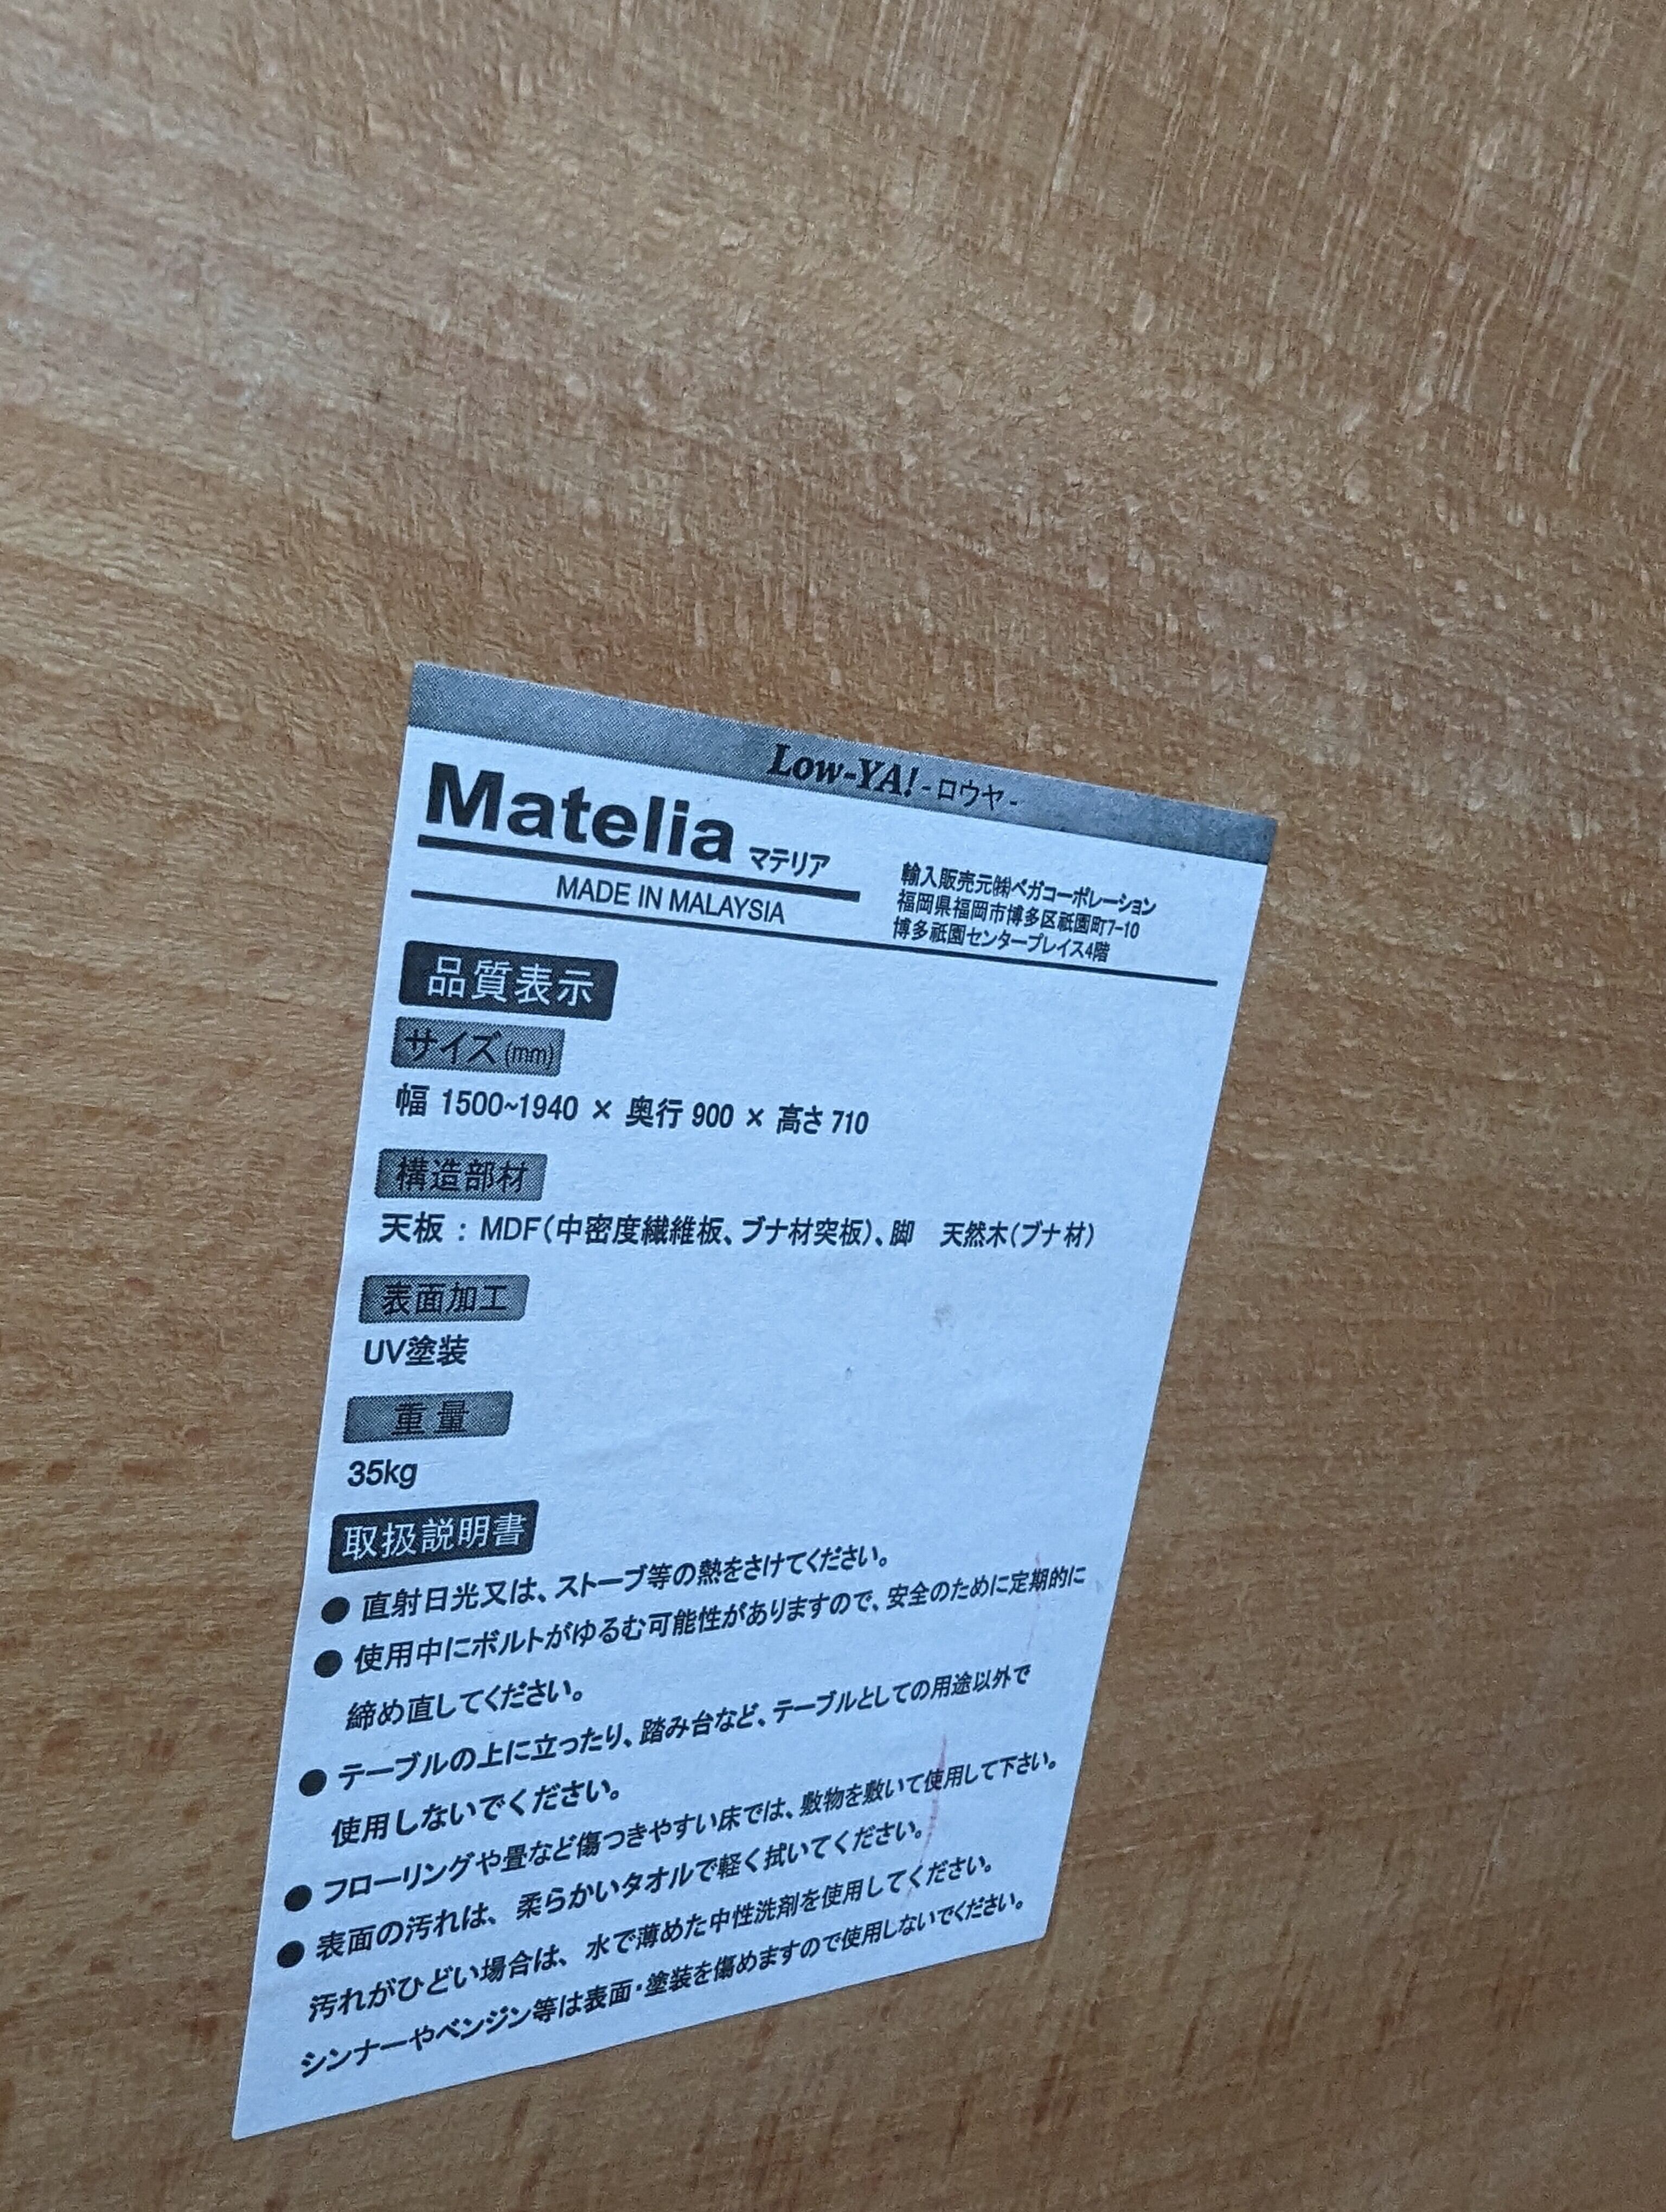 Low-YA! -ロウヤ-
Matelia マテリア
MADE IN MALAYSIA
輸入販売元㈱ベガコーポレーション
福岡県福岡市博多区祇園町7-10
博多祇園センタープレイス4階
品質表示
サイズ(mm)
幅 1500~1940 × 奥行 900 × 高さ 710
構造部材
天板 : MDF(中密度繊維板、ブナ材突板)、脚 天然木(ブナ材)
表面加工
UV塗装
重量
35kg
取扱説明書
● 直射日光又は、ストーブ等の熱をさけてください。
● 使用中にボルトがゆるむ可能性がありますので、安全のために定期的に
締め直してください。
● テーブルの上に立ったり、踏み台など、テーブルとしての用途以外で
使用しないでください。
● フローリングや畳など傷つきやすい床では、敷物を敷いて使用して下さい。
● 表面の汚れは、柔らかいタオルで軽く拭いてください。
汚れがひどい場合は、水で薄めた中性洗剤を使用してください。
シンナーやベンジン等は表面・塗装を傷めますので使用しないでください。